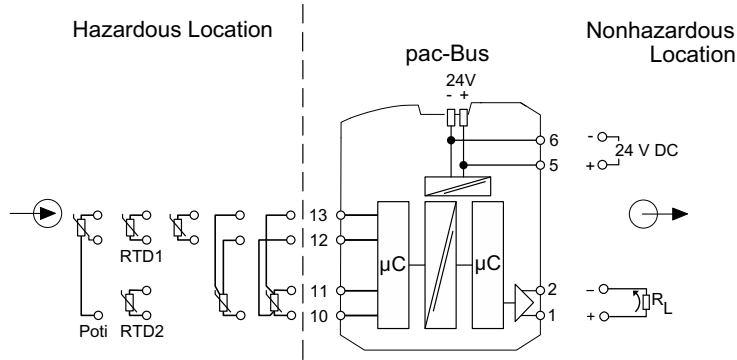 Hazardous Location
Nonhazardous
Location
pac-Bus
24V
- +
6
-
24 V DC
5
+
13
12
RTD1
µC
µC
11
2
–
R_L
10
1
+
Poti
RTD2